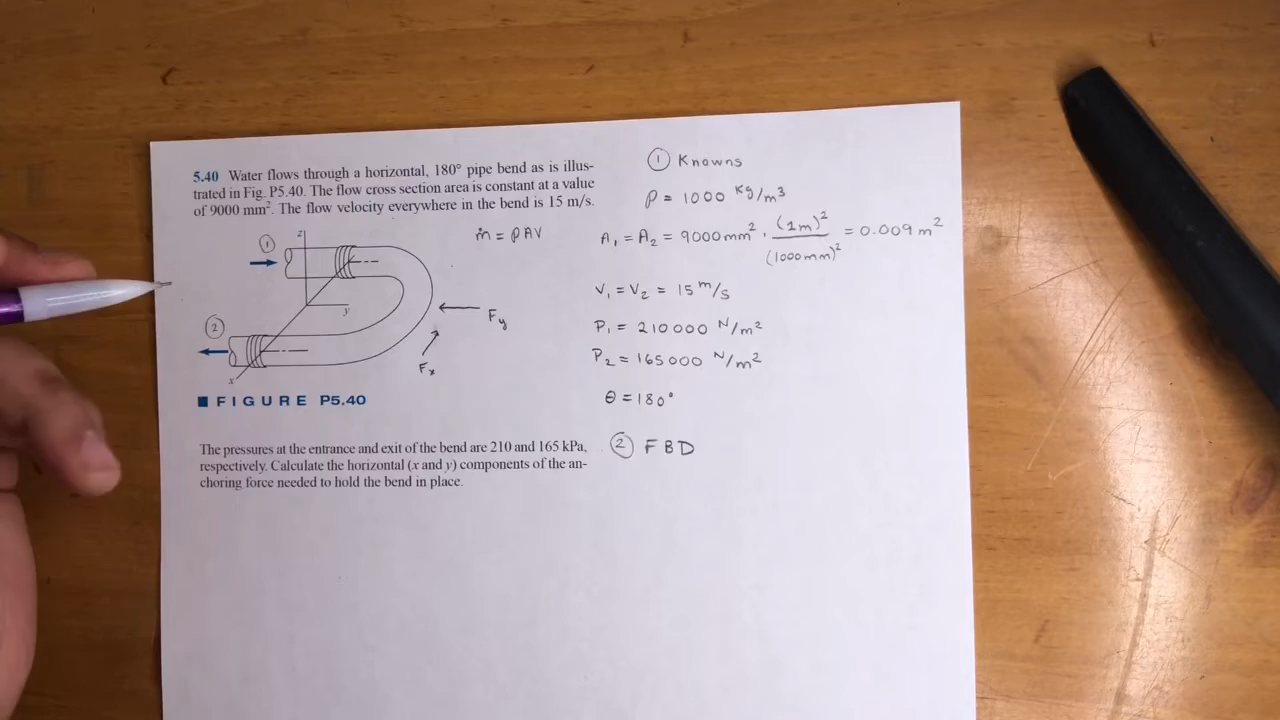 5.40 Water flows through a horizontal, 180° pipe bend as is illus-
trated in Fig. P5.40. The flow cross section area is constant at a value
of 9000 mm². The flow velocity everywhere in the bend is 15 m/s.
ṁ = ρAV
z
1
y
2
x
Fy
Fx
FIGURE P5.40
The pressures at the entrance and exit of the bend are 210 and 165 kPa,
respectively. Calculate the horizontal (x and y) components of the an-
choring force needed to hold the bend in place.
① Knowns
ρ = 1000 kg/m³
A₁ = A₂ = 9000mm² · (1m)²/(1000mm)² = 0.009 m²
V₁ = V₂ = 15 m/s
P₁ = 210000 N/m²
P₂ = 165000 N/m²
θ = 180°
② FBD